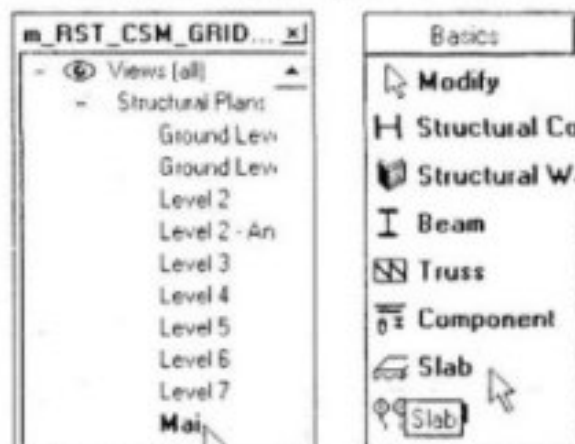 m_RST_CSM_GRID...
Views (all)
Structural Plans
Ground Lev
Ground Lev
Level 2
Level 2 - An
Level 3
Level 4
Level 5
Level 6
Level 7
Mai
Basics
Modify
Structural Co
Structural W
Beam
Truss
Component
Slab
Slab